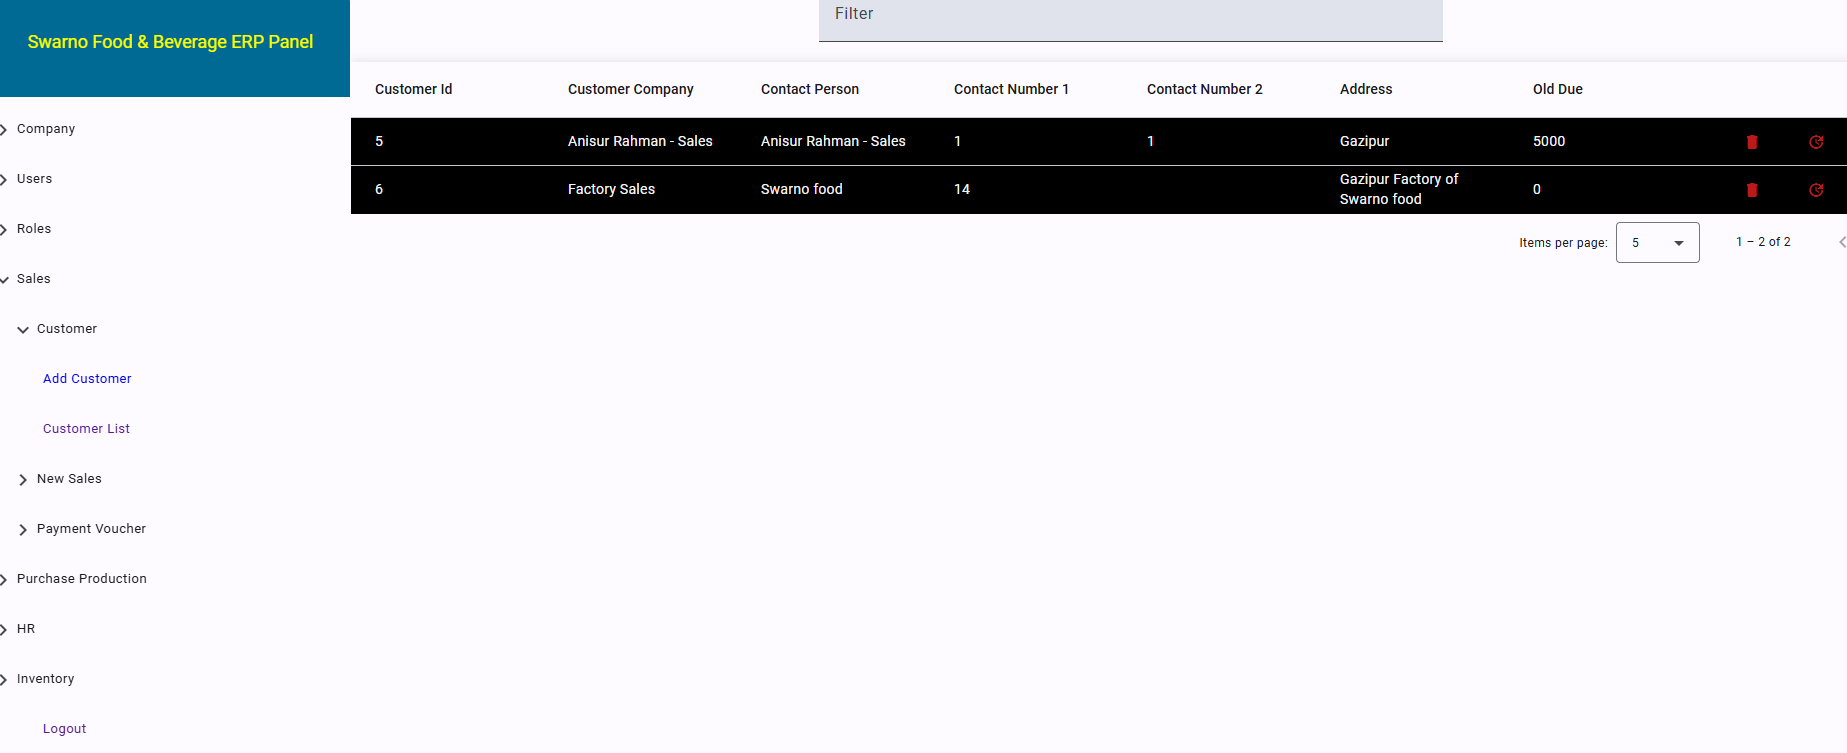 Swarno Food & Beverage ERP Panel
Company
Users
Roles
Sales
Customer
Add Customer
Customer List
New Sales
Payment Voucher
Purchase Production
HR
Inventory
Logout
Filter
Customer Id Customer Company Contact Person Contact Number 1 Contact Number 2 Address Old Due
5 Anisur Rahman - Sales Anisur Rahman - Sales 1 1 Gazipur 5000
6 Factory Sales Swarno food 14 Gazipur Factory of 0
Swarno food
Items per page: 5 1 – 2 of 2